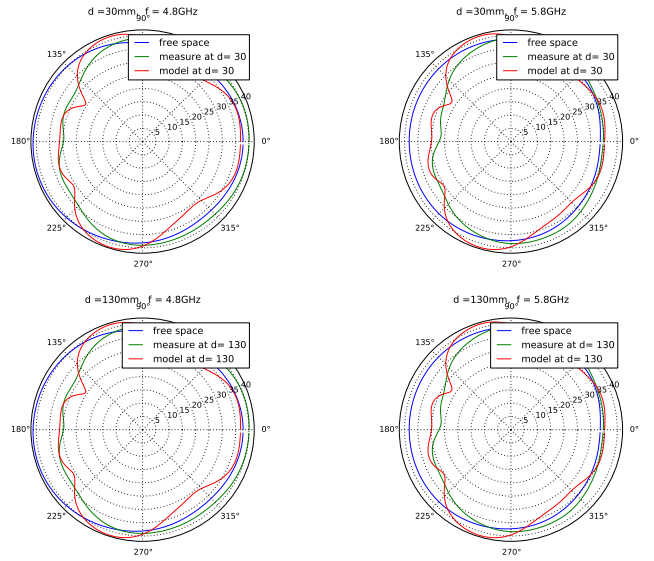 d =30mm, f = 4.8GHz
90°
free space
measure at d= 30
model at d= 30
135°
180°
0°
5 10 15 20 25 30 35 40
225°
315°
270°
d =30mm, f = 5.8GHz
90°
free space
measure at d= 30
model at d= 30
135°
180°
0°
5 10 15 20 25 30 35 40
225°
315°
270°
d =130mm, f = 4.8GHz
90°
free space
measure at d= 130
model at d= 130
135°
180°
0°
5 10 15 20 25 30 35 40
225°
315°
270°
d =130mm, f = 5.8GHz
90°
free space
measure at d= 130
model at d= 130
135°
180°
0°
5 10 15 20 25 30 35 40
225°
315°
270°